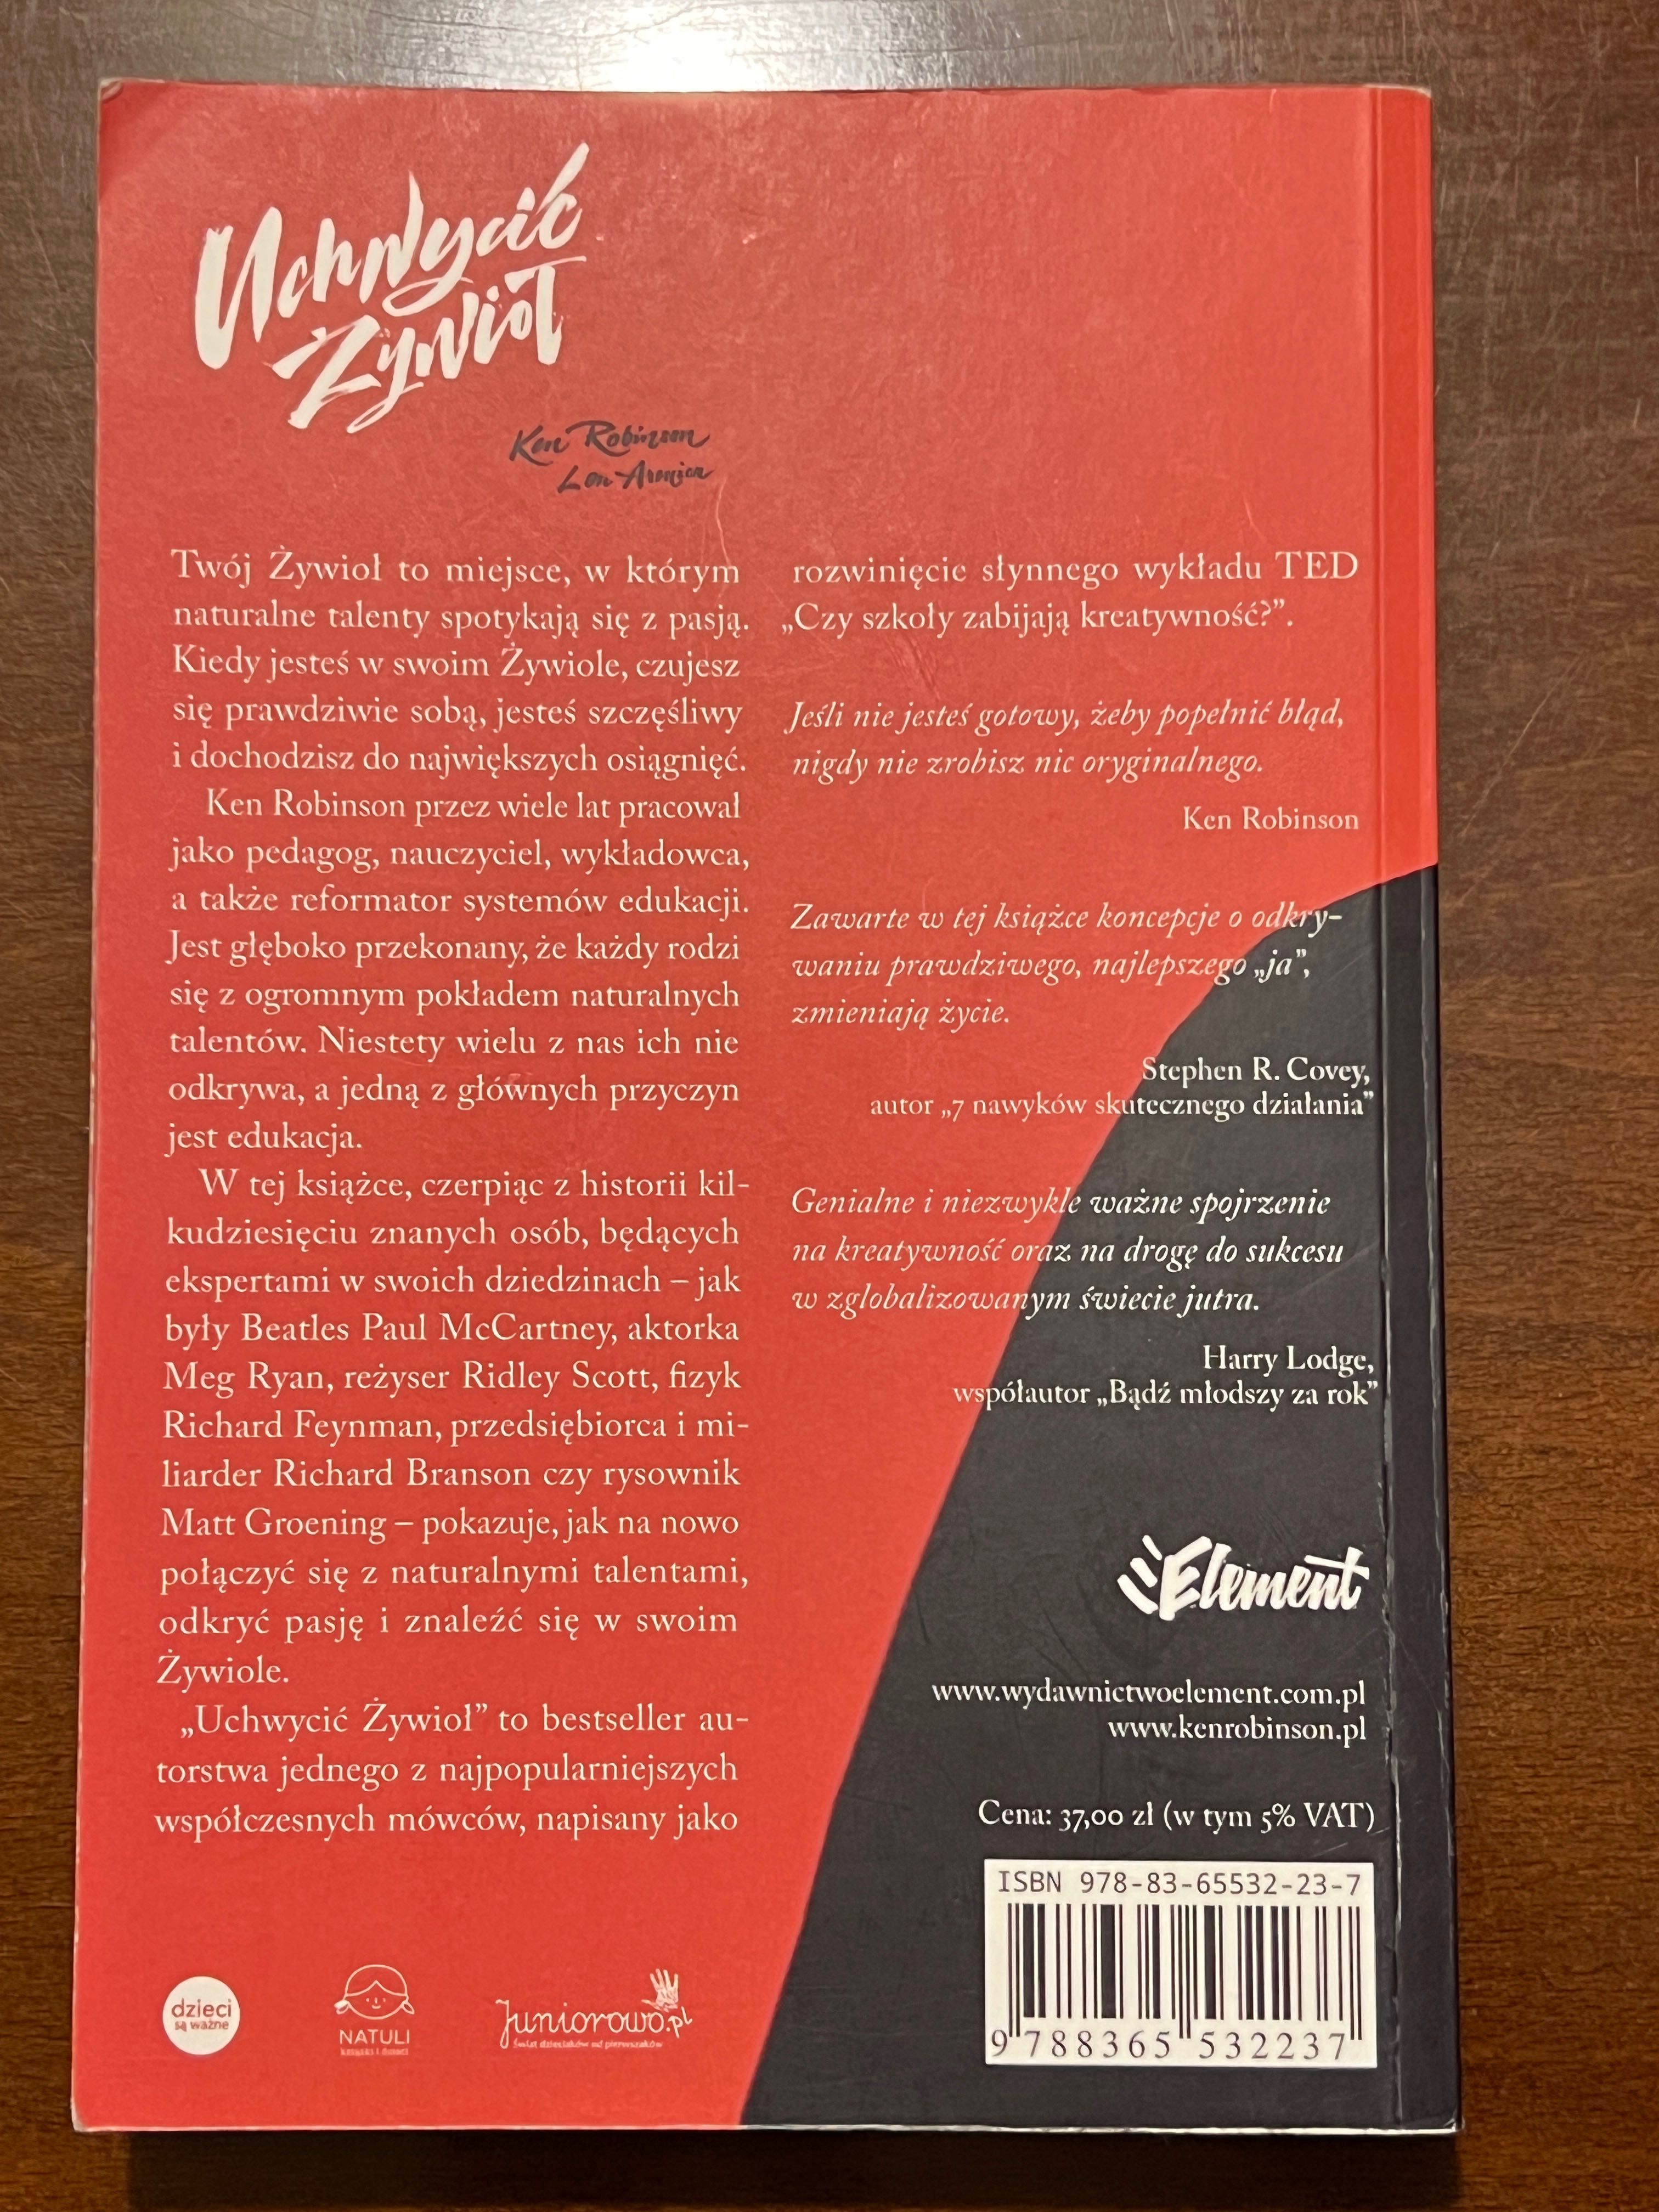 Uchwycić
Żywioł
Ken Robinson
Lou Aronica
Twój Żywioł to miejsce, w którym
naturalne talenty spotykają się z pasją.
Kiedy jesteś w swoim Żywiole, czujesz
się prawdziwie sobą, jesteś szczęśliwy
i dochodzisz do największych osiągnięć.
Ken Robinson przez wiele lat pracował
jako pedagog, nauczyciel, wykładowca,
a także reformator systemów edukacji.
Jest głęboko przekonany, że każdy rodzi
się z ogromnym pokładem naturalnych
talentów. Niestety wielu z nas ich nie
odkrywa, a jedną z głównych przyczyn
jest edukacja.
W tej książce, czerpiąc z historii kil-
kudziesięciu znanych osób, będących
ekspertami w swoich dziedzinach – jak
były Beatles Paul McCartney, aktorka
Meg Ryan, reżyser Ridley Scott, fizyk
Richard Feynman, przedsiębiorca i mi-
liarder Richard Branson czy rysownik
Matt Groening – pokazuje, jak na nowo
połączyć się z naturalnymi talentami,
odkryć pasję i znaleźć się w swoim
Żywiole.
„Uchwycić Żywioł” to bestseller au-
torstwa jednego z najpopularniejszych
współczesnych mówców, napisany jako
rozwinięcie słynnego wykładu TED
„Czy szkoły zabijają kreatywność?”.
Jeśli nie jesteś gotowy, żeby popełnić błąd,
nigdy nie zrobisz nic oryginalnego.
Ken Robinson
Zawarte w tej książce koncepcje o odkry-
waniu prawdziwego, najlepszego „ja”,
zmieniają życie.
Stephen R. Covey,
autor „7 nawyków skutecznego działania”
Genialne i niezwykle ważne spojrzenie
na kreatywność oraz na drogę do sukcesu
w zglobalizowanym świecie jutra.
Harry Lodge,
współautor „Bądź młodszy za rok”
Element
www.wydawnictwoelement.com.pl
www.kenrobinson.pl
Cena: 37,00 zł (w tym 5% VAT)
ISBN 978-83-65532-23-7
9 788365 532237
dzieci
są ważne
NATULI
książki i dzieci
Juniorowo.pl
Świat dzieciaków od pierwszaków